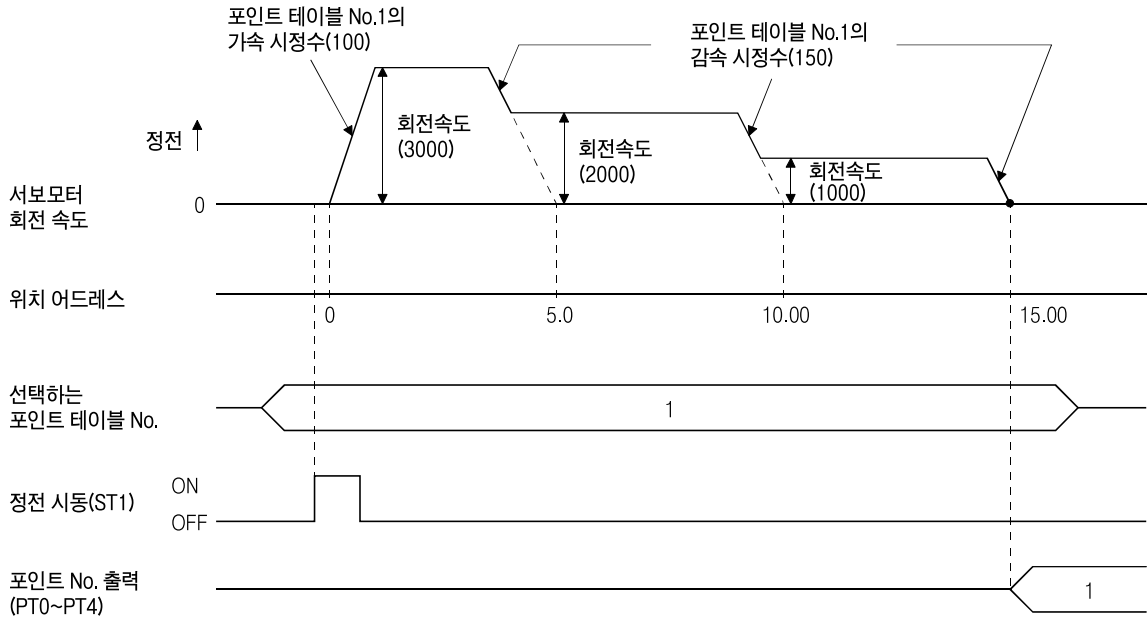 포인트 테이블 No.1의
가속 시정수(100)
포인트 테이블 No.1의
감속 시정수(150)
정전
회전속도
(3000)
회전속도
(2000)
회전속도
(1000)
서보모터
회전 속도
0
위치 어드레스
0
5.0
10.00
15.00
선택하는
포인트 테이블 No.
1
정전 시동(ST1)
ON
OFF
포인트 No. 출력
(PT0~PT4)
1